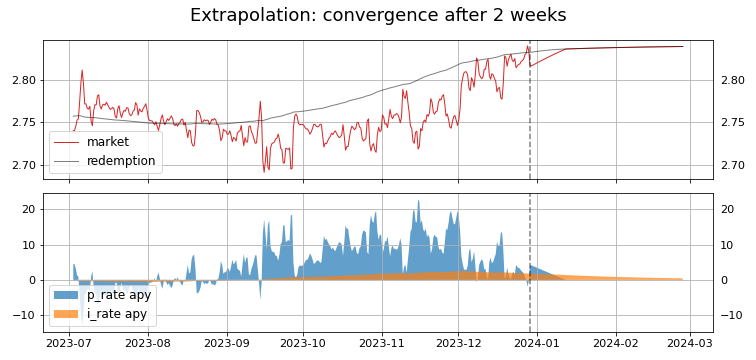 Extrapolation: convergence after 2 weeks
2.80
2.75
2.70
2.80
2.75
2.70
market
redemption
20
10
0
−10
20
10
0
−10
p_rate apy
i_rate apy
2023-07 2023-08 2023-09 2023-10 2023-11 2023-12 2024-01 2024-02 2024-03